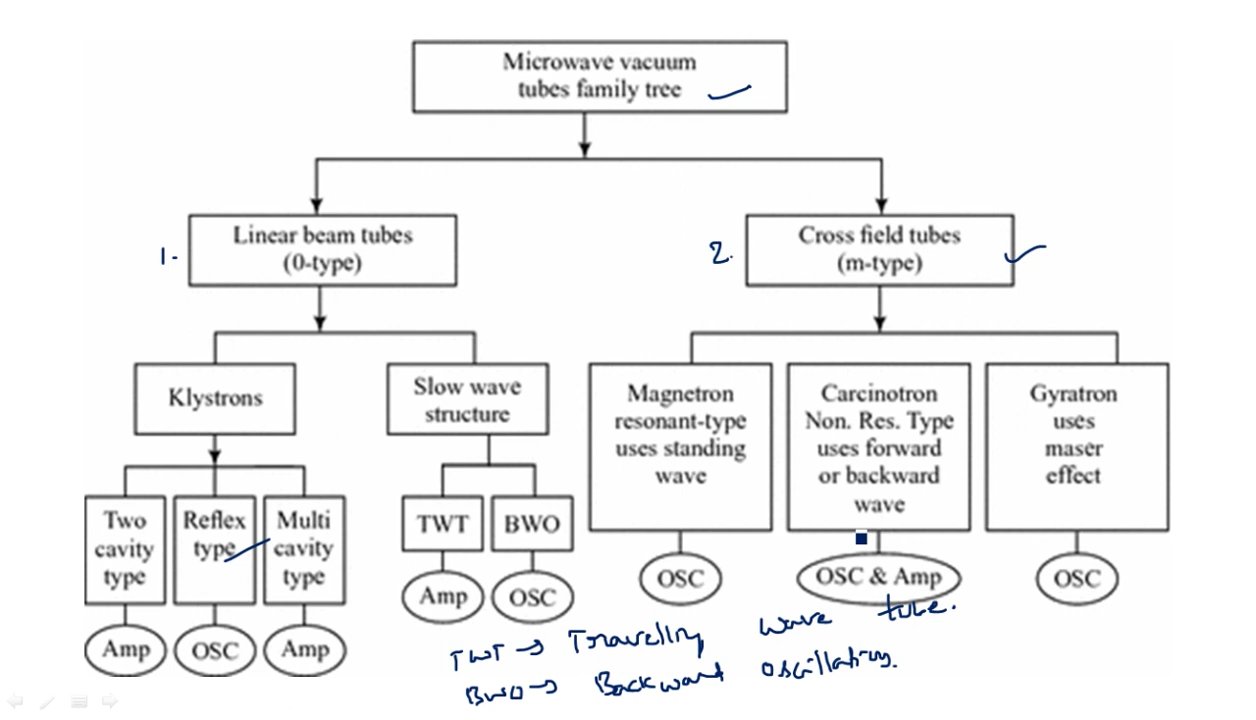 Microwave vacuum
tubes family tree
1.
Linear beam tubes
(0-type)
2.
Cross field tubes
(m-type)
Klystrons
Slow wave
structure
Magnetron
resonant-type
uses standing
wave
Carcinotron
Non. Res. Type
uses forward
or backward
wave
Gyratron
uses
maser
effect
Two
cavity
type
Reflex
type
Multi
cavity
type
TWT
BWO
Amp
OSC
Amp
Amp
OSC
OSC
OSC & Amp
OSC
TWT → Travelling wave tube.
BWO → Backward oscillators.